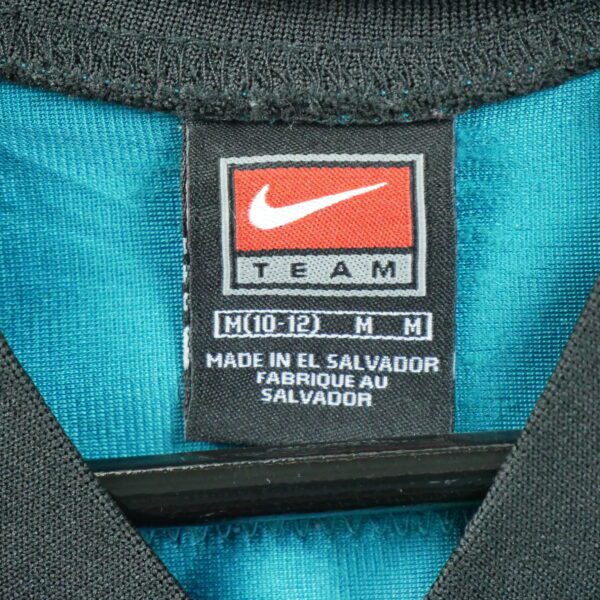 TEAM
M(10-12) M M
MADE IN EL SALVADOR
FABRIQUE AU
SALVADOR